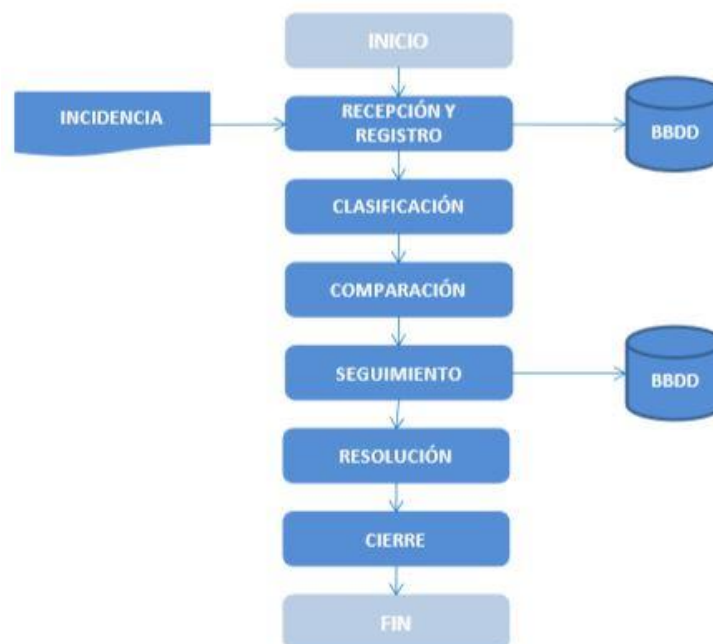 INICIO
INCIDENCIA
RECEPCIÓN Y
REGISTRO
BBDD
CLASIFICACIÓN
COMPARACIÓN
SEGUIMIENTO
BBDD
RESOLUCIÓN
CIERRE
FIN